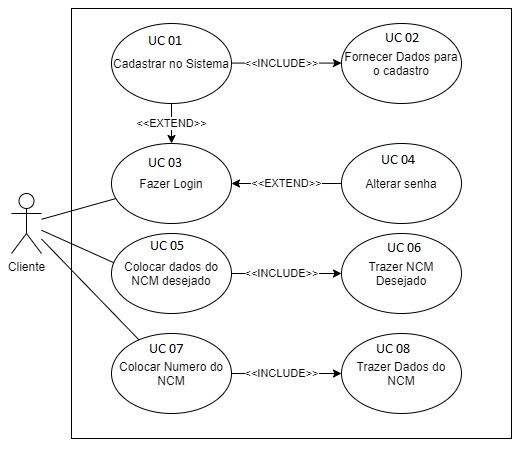 UC 01
Cadastrar no Sistema
<<INCLUDE>>
UC 02
Fornecer Dados para
o cadastro
<<EXTEND>>
UC 03
Fazer Login
<<EXTEND>>
UC 04
Alterar senha
Cliente
UC 05
Colocar dados do
NCM desejado
<<INCLUDE>>
UC 06
Trazer NCM
Desejado
UC 07
Colocar Numero do
NCM
<<INCLUDE>>
UC 08
Trazer Dados do
NCM